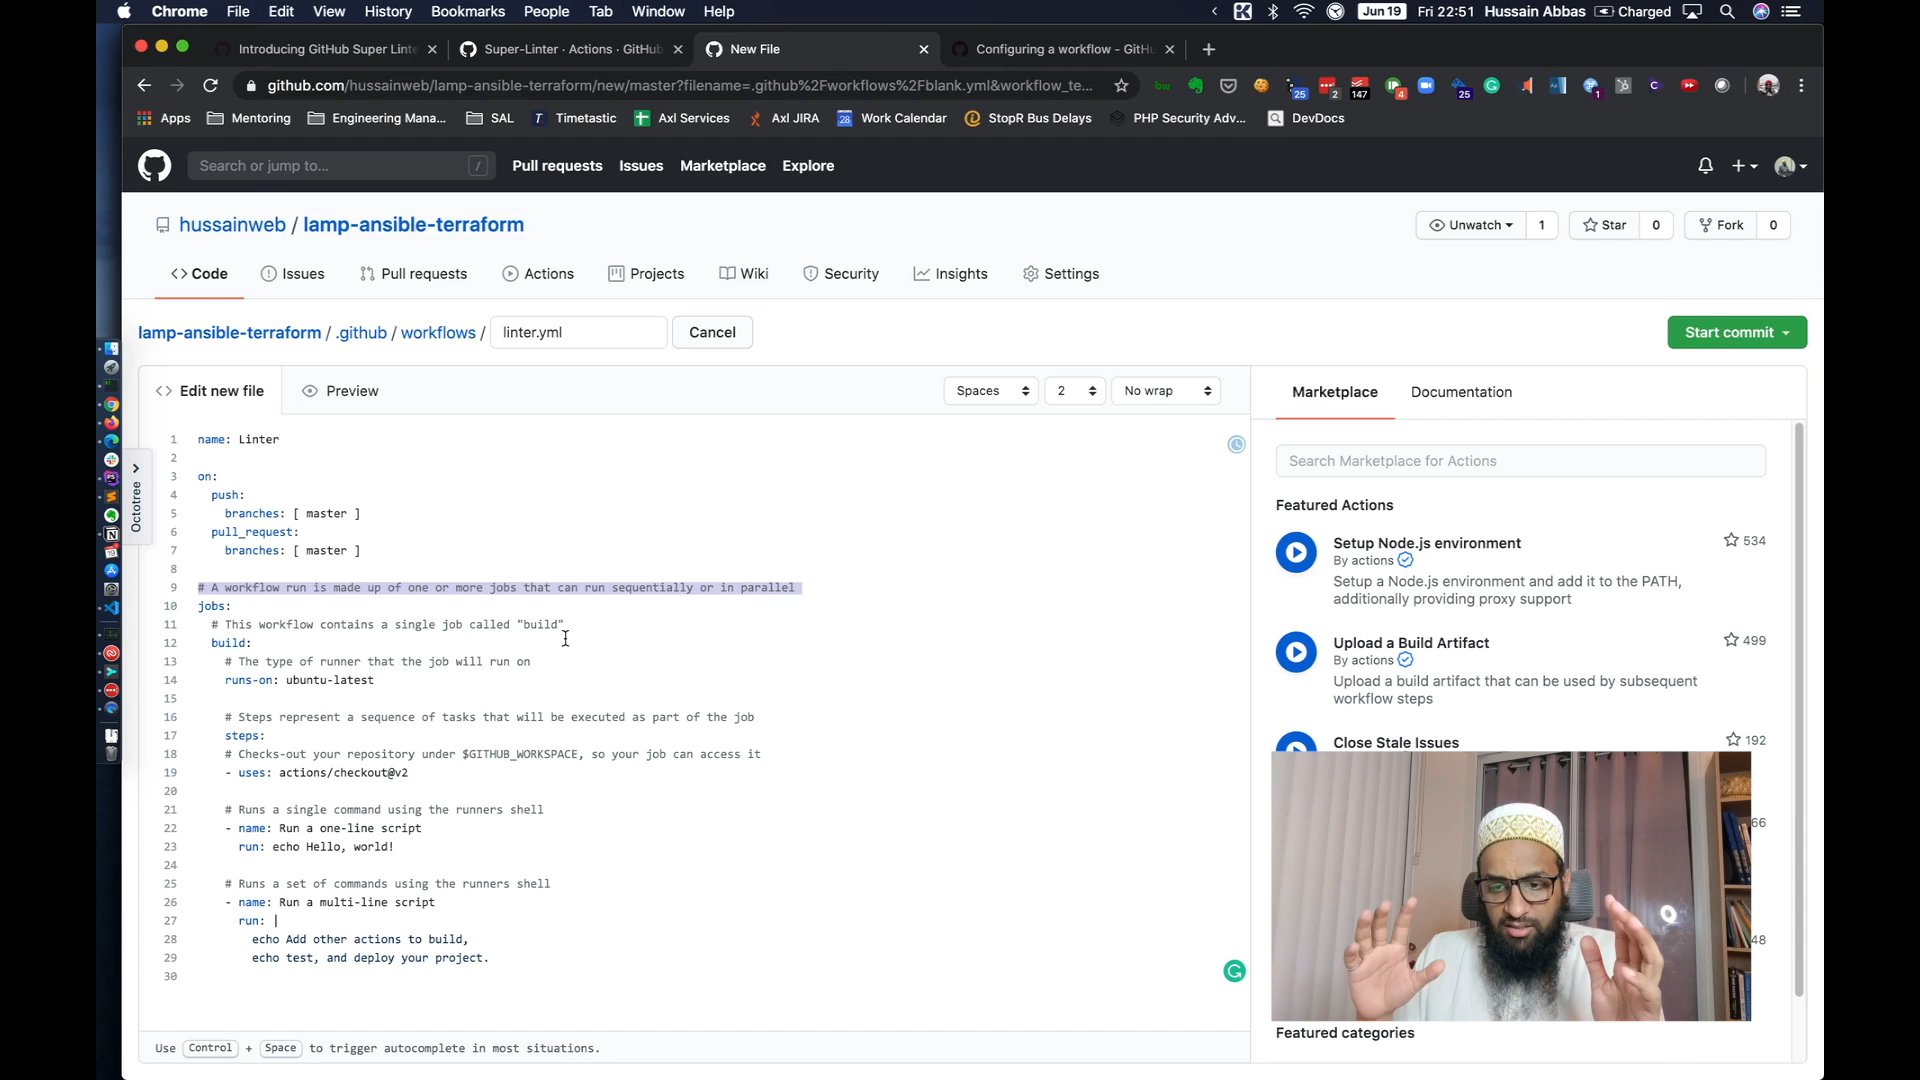 Chrome File Edit View History Bookmarks People Tab Window Help Jun 19 Fri 22:51 Hussain Abbas Charged
Introducing GitHub Super Linte Super-Linter · Actions · GitHub New File Configuring a workflow - GitHu
github.com/hussainweb/lamp-ansible-terraform/new/master?filename=.github%2Fworkflows%2Fblank.yml&workflow_te... 25 2 147 4 25 1
Apps Mentoring Engineering Mana... SAL Timetastic Axl Services Axl JIRA 28 Work Calendar StopR Bus Delays PHP Security Adv... DevDocs
Search or jump to... / Pull requests Issues Marketplace Explore
hussainweb / lamp-ansible-terraform Unwatch 1 Star 0 Fork 0
Code Issues Pull requests Actions Projects Wiki Security Insights Settings
lamp-ansible-terraform / .github / workflows / linter.yml Cancel Start commit
Edit new file Preview Spaces 2 No wrap
Marketplace Documentation
Octotree
1 name: Linter
2
3 on:
4 push:
5 branches: [ master ]
6 pull_request:
7 branches: [ master ]
8
9 # A workflow run is made up of one or more jobs that can run sequentially or in parallel
10 jobs:
11 # This workflow contains a single job called "build"
12 build:
13 # The type of runner that the job will run on
14 runs-on: ubuntu-latest
15
16 # Steps represent a sequence of tasks that will be executed as part of the job
17 steps:
18 # Checks-out your repository under $GITHUB_WORKSPACE, so your job can access it
19 - uses: actions/checkout@v2
20
21 # Runs a single command using the runners shell
22 - name: Run a one-line script
23 run: echo Hello, world!
24
25 # Runs a set of commands using the runners shell
26 - name: Run a multi-line script
27 run: |
28 echo Add other actions to build,
29 echo test, and deploy your project.
30
Use Control + Space to trigger autocomplete in most situations.
Search Marketplace for Actions
Featured Actions
Setup Node.js environment 534
By actions
Setup a Node.js environment and add it to the PATH,
additionally providing proxy support
Upload a Build Artifact 499
By actions
Upload a build artifact that can be used by subsequent
workflow steps
Close Stale Issues 192
66
48
Featured categories